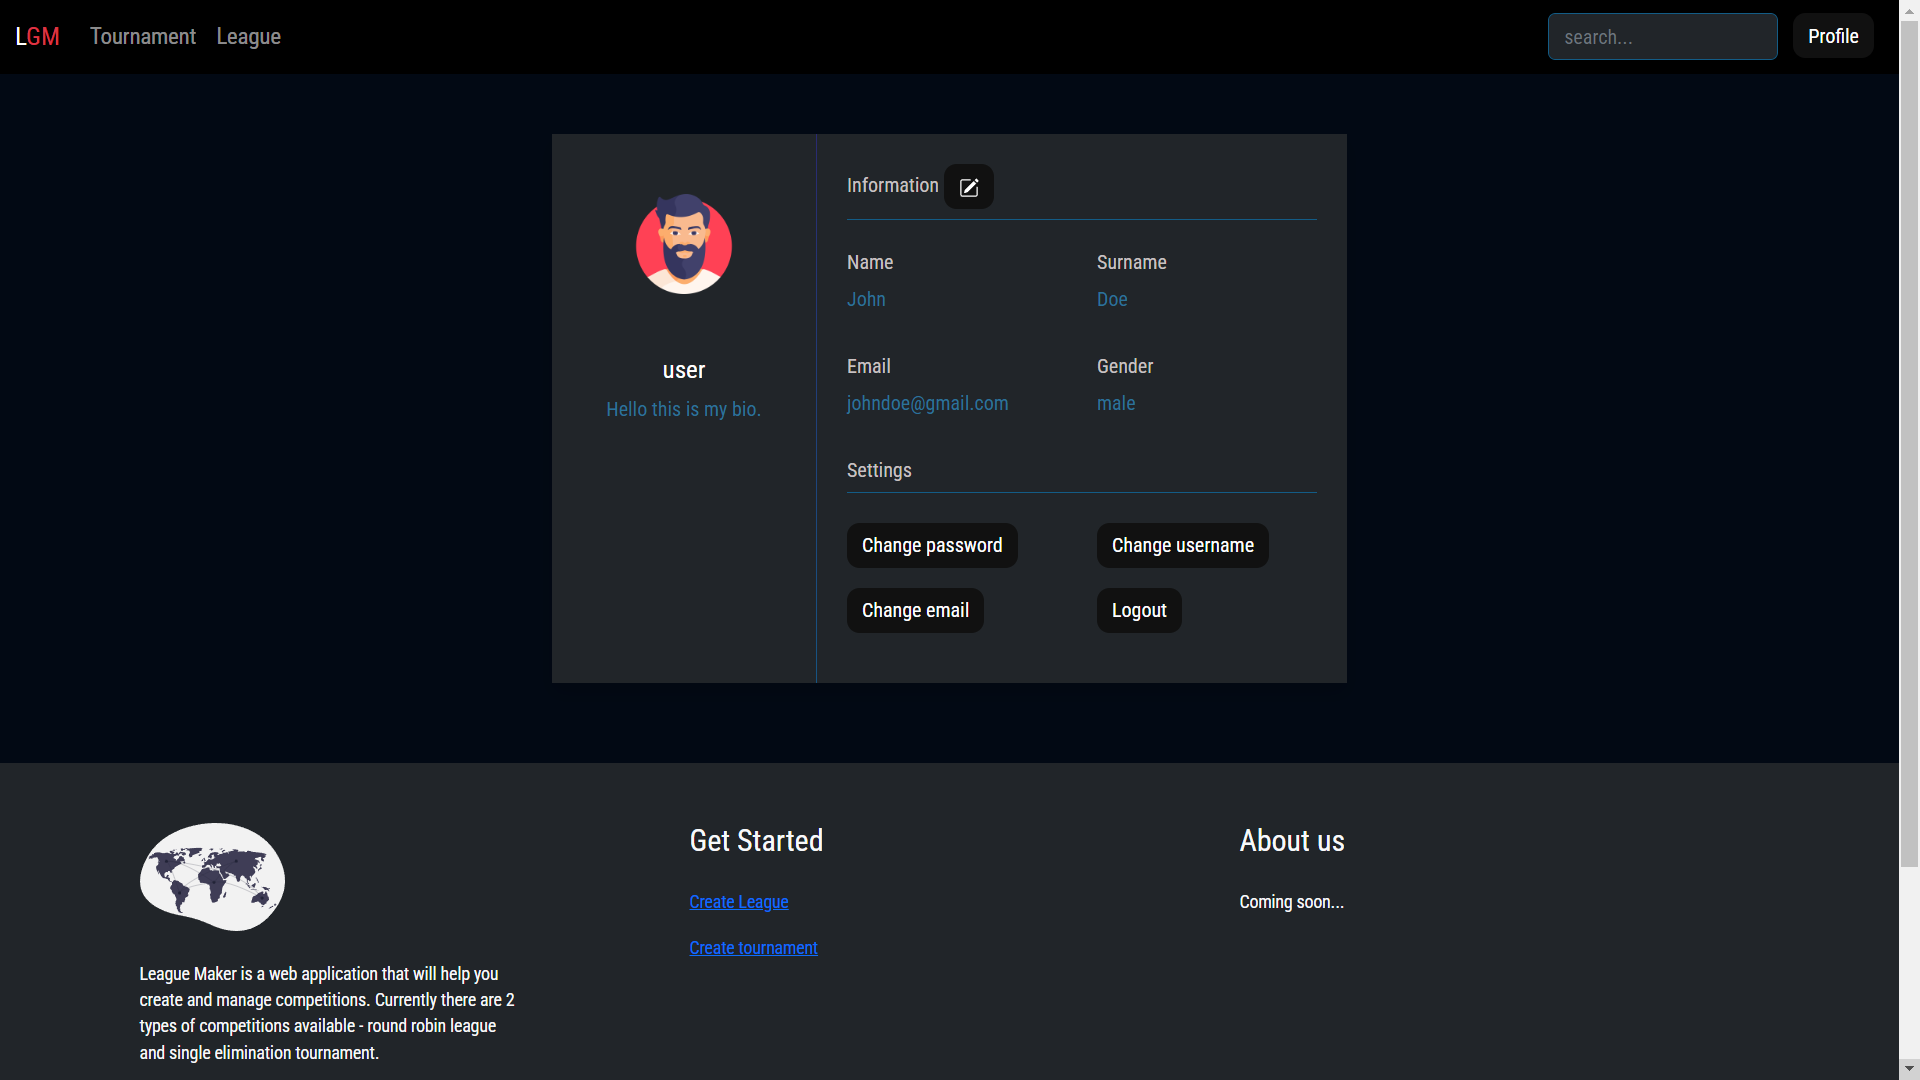 LGM Tournament League search... Profile
Information
Name Surname
John Doe
Email Gender
johndoe@gmail.com male
user
Hello this is my bio.
Settings
Change password Change username
Change email Logout
Get Started
Create League
Create tournament
About us
Coming soon...
League Maker is a web application that will help you
create and manage competitions. Currently there are 2
types of competitions available - round robin league
and single elimination tournament.